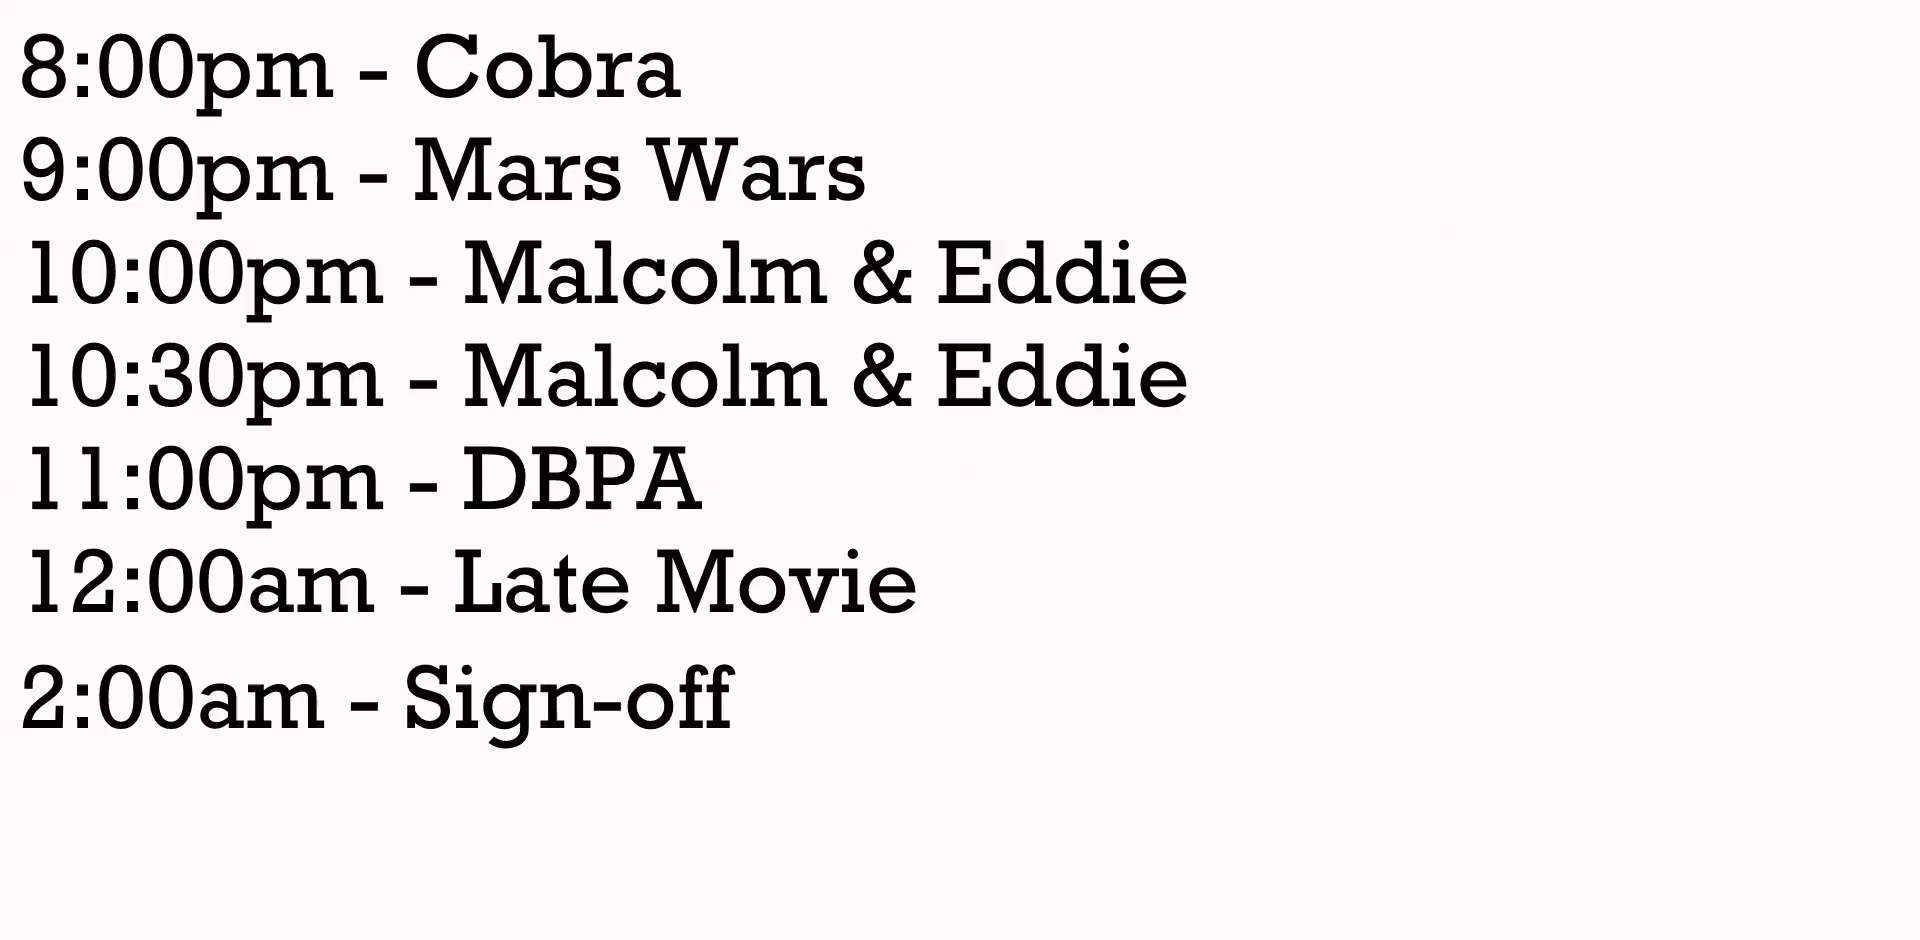 8:00pm - Cobra
9:00pm - Mars Wars
10:00pm - Malcolm & Eddie
10:30pm - Malcolm & Eddie
11:00pm - DBPA
12:00am - Late Movie
2:00am - Sign-off